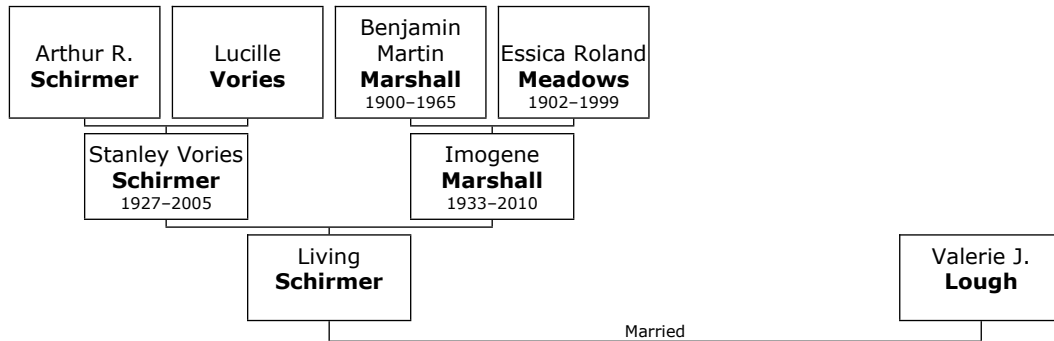 Arthur R.
Schirmer
Lucille
Vories
Benjamin
Martin
Marshall
1900–1965
Essica Roland
Meadows
1902–1999
Stanley Vories
Schirmer
1927–2005
Imogene
Marshall
1933–2010
Living
Schirmer
Valerie J.
Lough
Married